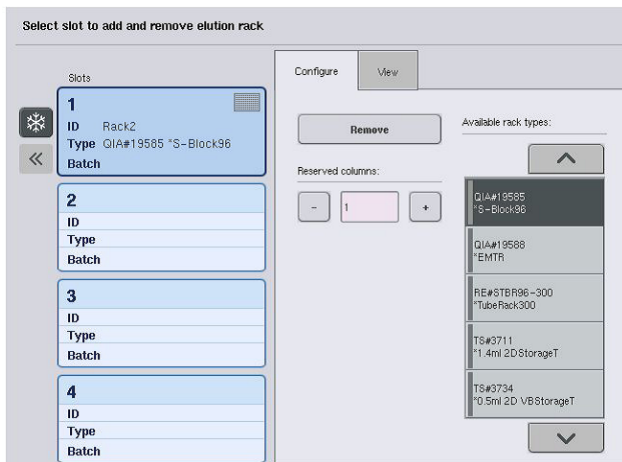 Select slot to add and remove elution rack
Slots
1
ID Rack2
Type QIA#19585 *S-Block96
Batch
2
ID
Type
Batch
3
ID
Type
Batch
4
ID
Type
Batch
Configure View
Remove
Reserved columns:
- 1 +
Available rack types:
QIA#19585
*S-Block96
QIA#19588
*EMTR
RE#STBR96-300
*TubeRack300
TS#3711
*1.4ml 2DStorageT
TS#3734
*0.5ml 2D VBStorageT